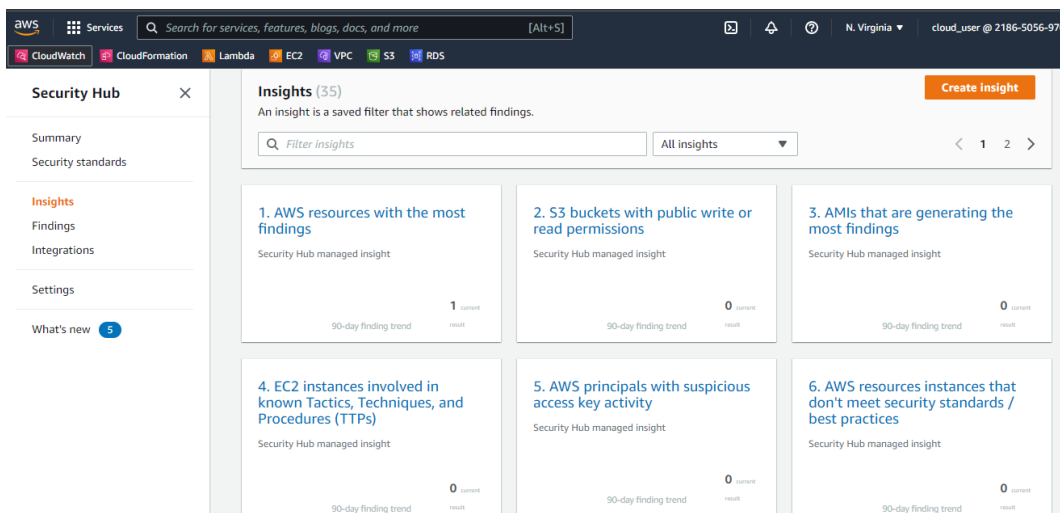 aws
Services
Search for services, features, blogs, docs, and more
[Alt+S]
N. Virginia ▼
cloud_user @ 2186-5056-97
CloudWatch
CloudFormation
Lambda
EC2
VPC
S3
RDS
Security Hub
Summary
Security standards
Insights
Findings
Integrations
Settings
What's new 5
Insights (35)
Create insight
An insight is a saved filter that shows related findings.
Filter insights
All insights
1 2
1. AWS resources with the most
findings
Security Hub managed insight
1 current
90-day finding trend result
2. S3 buckets with public write or
read permissions
Security Hub managed insight
0 current
90-day finding trend result
3. AMIs that are generating the
most findings
Security Hub managed insight
0 current
90-day finding trend result
4. EC2 instances involved in
known Tactics, Techniques, and
Procedures (TTPs)
Security Hub managed insight
0 current
90-day finding trend result
5. AWS principals with suspicious
access key activity
Security Hub managed insight
0 current
90-day finding trend result
6. AWS resources instances that
don't meet security standards /
best practices
Security Hub managed insight
0 current
90-day finding trend result